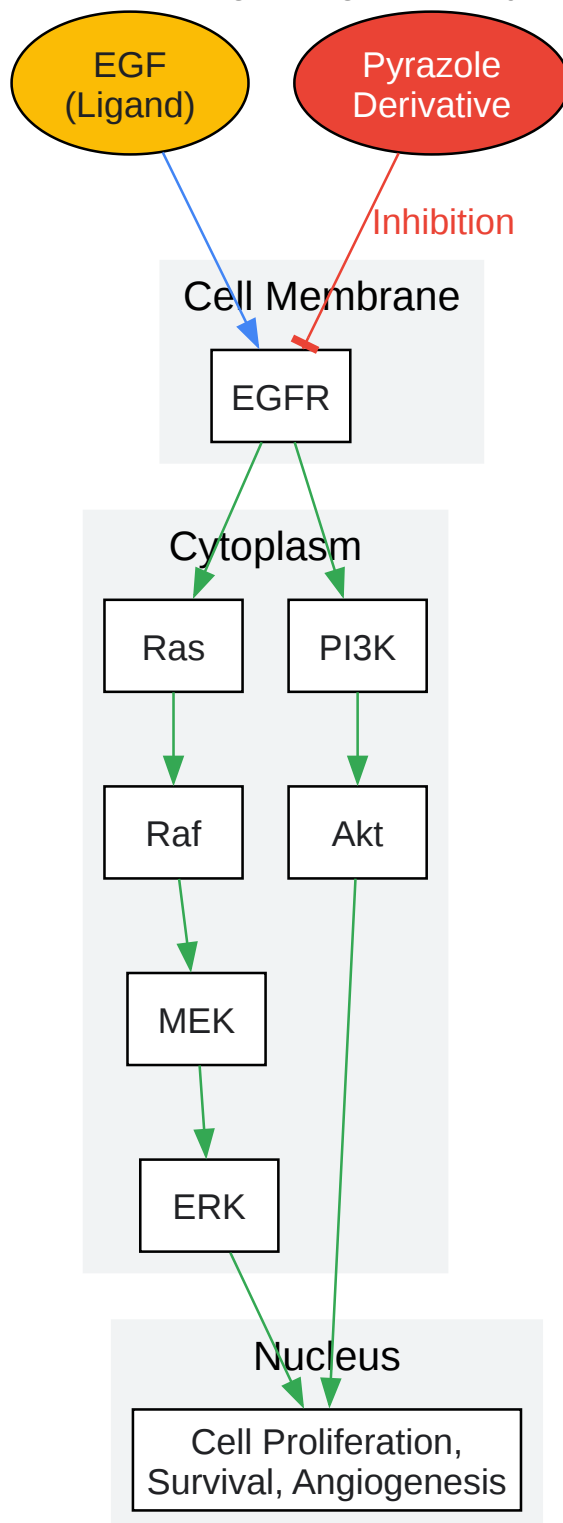 EGF
(Ligand)
Pyrazole
Derivative
Inhibition
Cell Membrane
EGFR
Cytoplasm
Ras
PI3K
Raf
Akt
MEK
ERK
Nucleus
Cell Proliferation,
Survival, Angiogenesis